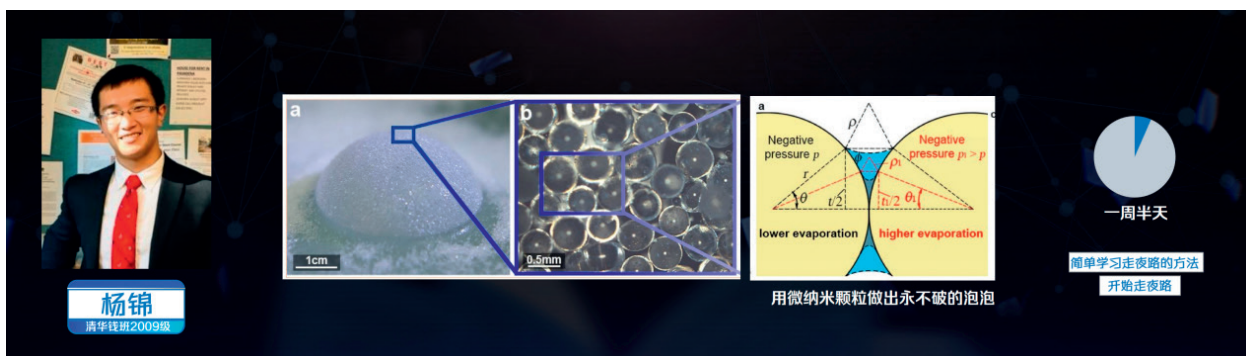 杨锦
清华钱班2009级
a
1cm
b
0.5mm
a
c
ρ
Negative
pressure p
Negative
pressure p₁ > p
ρ₁
r
θ
t/2
t₁/2
θ₁
lower evaporation
higher evaporation
用微纳米颗粒做出永不破的泡泡
一周半天
简单学习走夜路的方法
开始走夜路